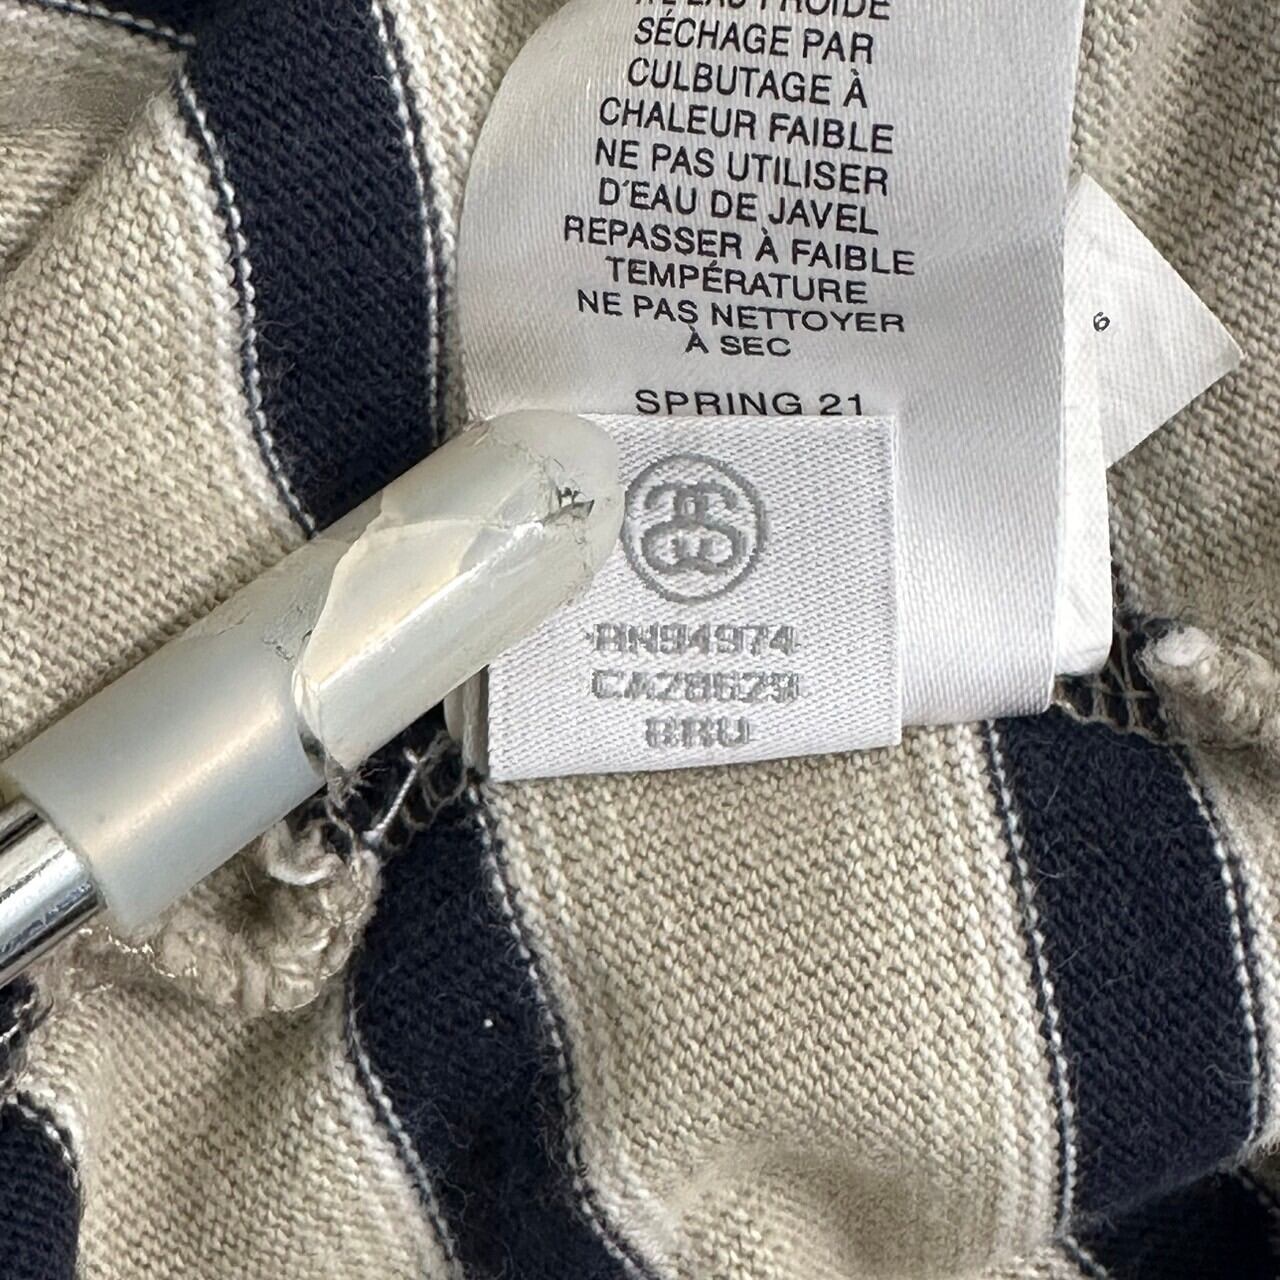 SÉCHAGE PAR
CULBUTAGE À
CHALEUR FAIBLE
NE PAS UTILISER
D'EAU DE JAVEL
REPASSER À FAIBLE
TEMPÉRATURE
NE PAS NETTOYER
À SEC
SPRING 21
6
RN94974
CA28629
BRU